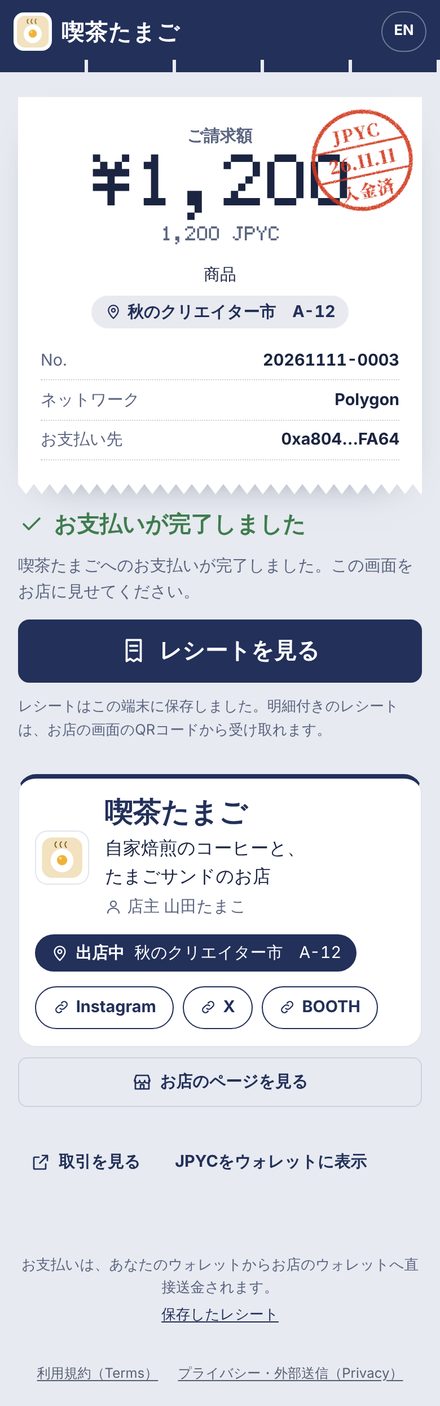 喫茶たまご
EN
ご請求額
¥1,200
JPYC
26.11.11
入金済
1,200 JPYC
商品
秋のクリエイター市　A-12
No. 20261111-0003
ネットワーク Polygon
お支払い先 0xa804...FA64
お支払いが完了しました
喫茶たまごへのお支払いが完了しました。この画面を
お店に見せてください。
レシートを見る
レシートはこの端末に保存しました。明細付きのレシート
は、お店の画面のQRコードから受け取れます。
喫茶たまご
自家焙煎のコーヒーと、
たまごサンドのお店
店主 山田たまこ
出店中 秋のクリエイター市　A-12
Instagram X BOOTH
お店のページを見る
取引を見る JPYCをウォレットに表示
お支払いは、あなたのウォレットからお店のウォレットへ直
接送金されます。
保存したレシート
利用規約（Terms） プライバシー・外部送信（Privacy）